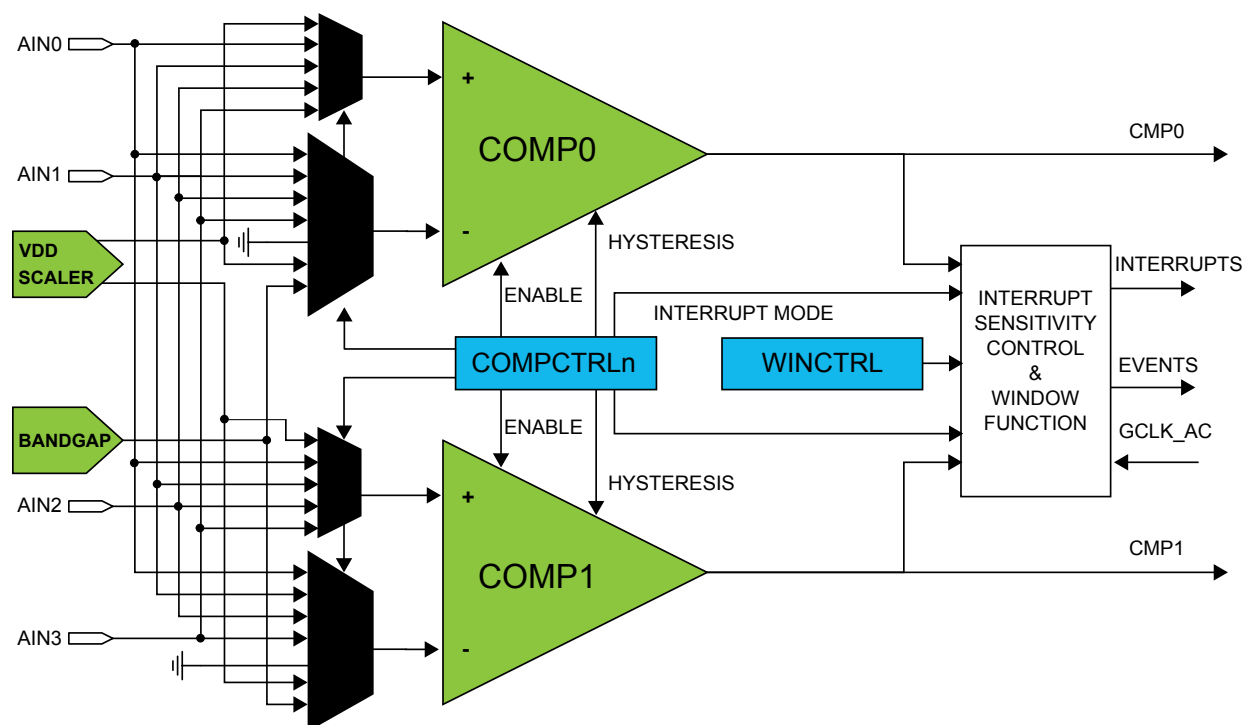 AIN0
+
-
COMP0
CMP0
AIN1
VDD
SCALER
HYSTERESIS
ENABLE
INTERRUPT MODE
INTERRUPT
SENSITIVITY
CONTROL
&
WINDOW
FUNCTION
INTERRUPTS
COMPCTRLn
WINCTRL
EVENTS
BANDGAP
ENABLE
GCLK_AC
HYSTERESIS
AIN2
+
-
COMP1
CMP1
AIN3